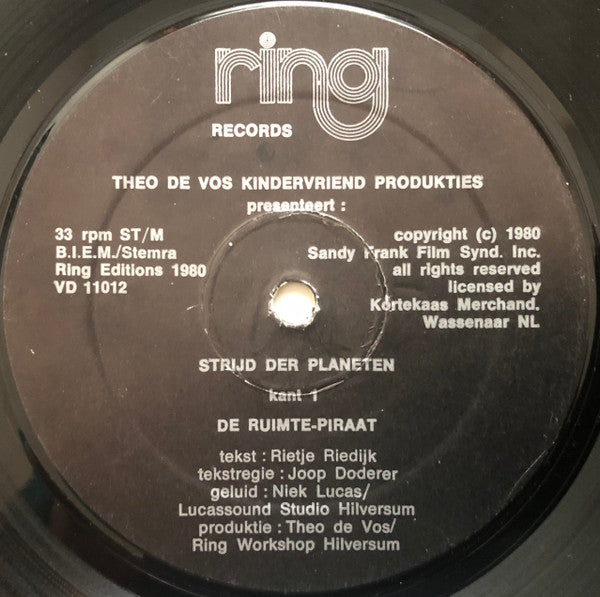 ring
RECORDS
THEO DE VOS KINDERVRIEND PRODUKTIES
presenteert :
33 rpm ST/M
B.I.E.M./Stemra
Ring Editions 1980
VD 11012
copyright (c) 1980
Sandy Frank Film Synd. Inc.
all rights reserved
licensed by
Kortekaas Merchand.
Wassenaar NL
STRIJD DER PLANETEN
kant 1
DE RUIMTE-PIRAAT
tekst : Rietje Riedijk
tekstregie : Joop Doderer
geluid : Niek Lucas/
Lucassound Studio Hilversum
produktie : Theo de Vos/
Ring Workshop Hilversum